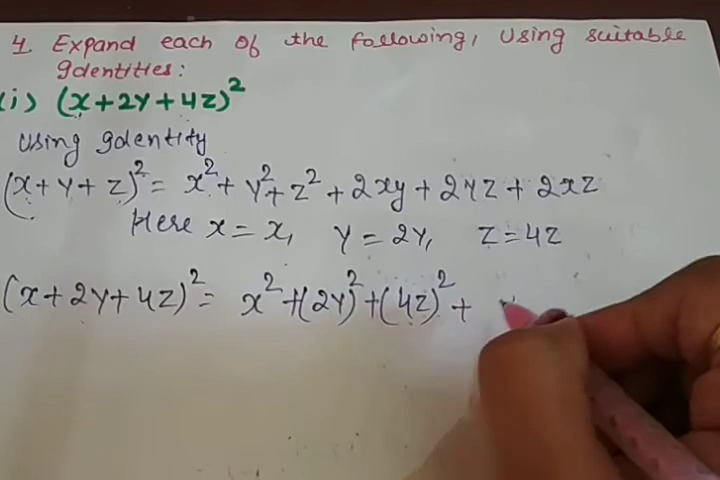 4. Expand each of the following, using suitable
Identities:
(i) (x+2y+4z)²
Using Identity
(x+y+z)² = x²+y²+z²+2xy+2yz+2xz
Here x=x, y=2y, z=4z
(x+2y+4z)² = x²+(2y)²+(4z)²+